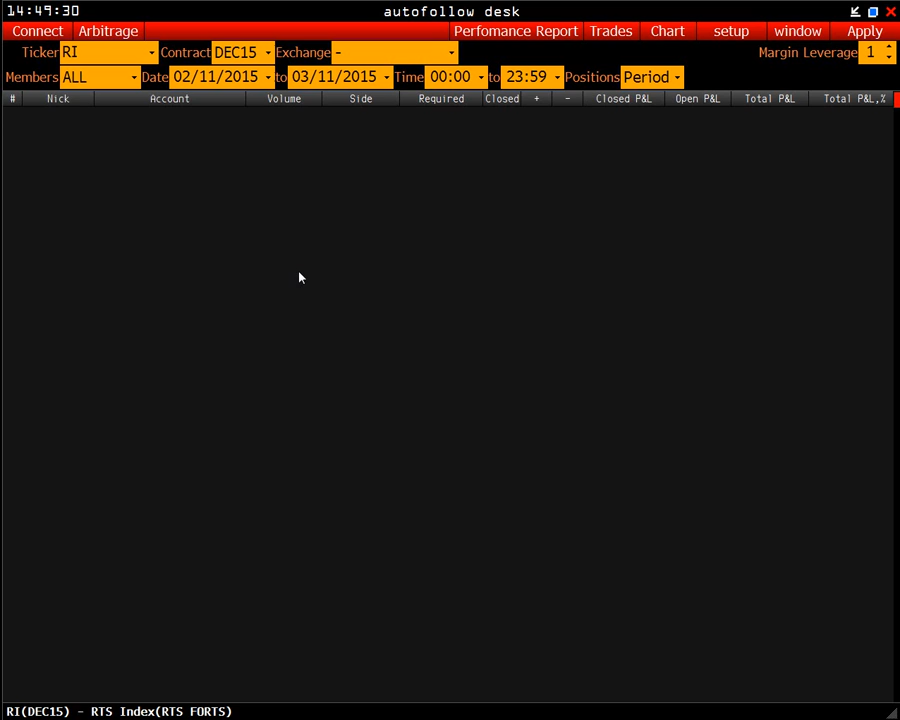 14:49:30 autofollow desk
Connect Arbitrage Perfomance Report Trades Chart setup window Apply
Ticker RI Contract DEC15 Exchange - Margin Leverage 1
Members ALL Date 02/11/2015 to 03/11/2015 Time 00:00 to 23:59 Positions Period
# Nick Account Volume Side Required Closed + - Closed P&L Open P&L Total P&L Total P&L,%
RI(DEC15) - RTS Index(RTS FORTS)